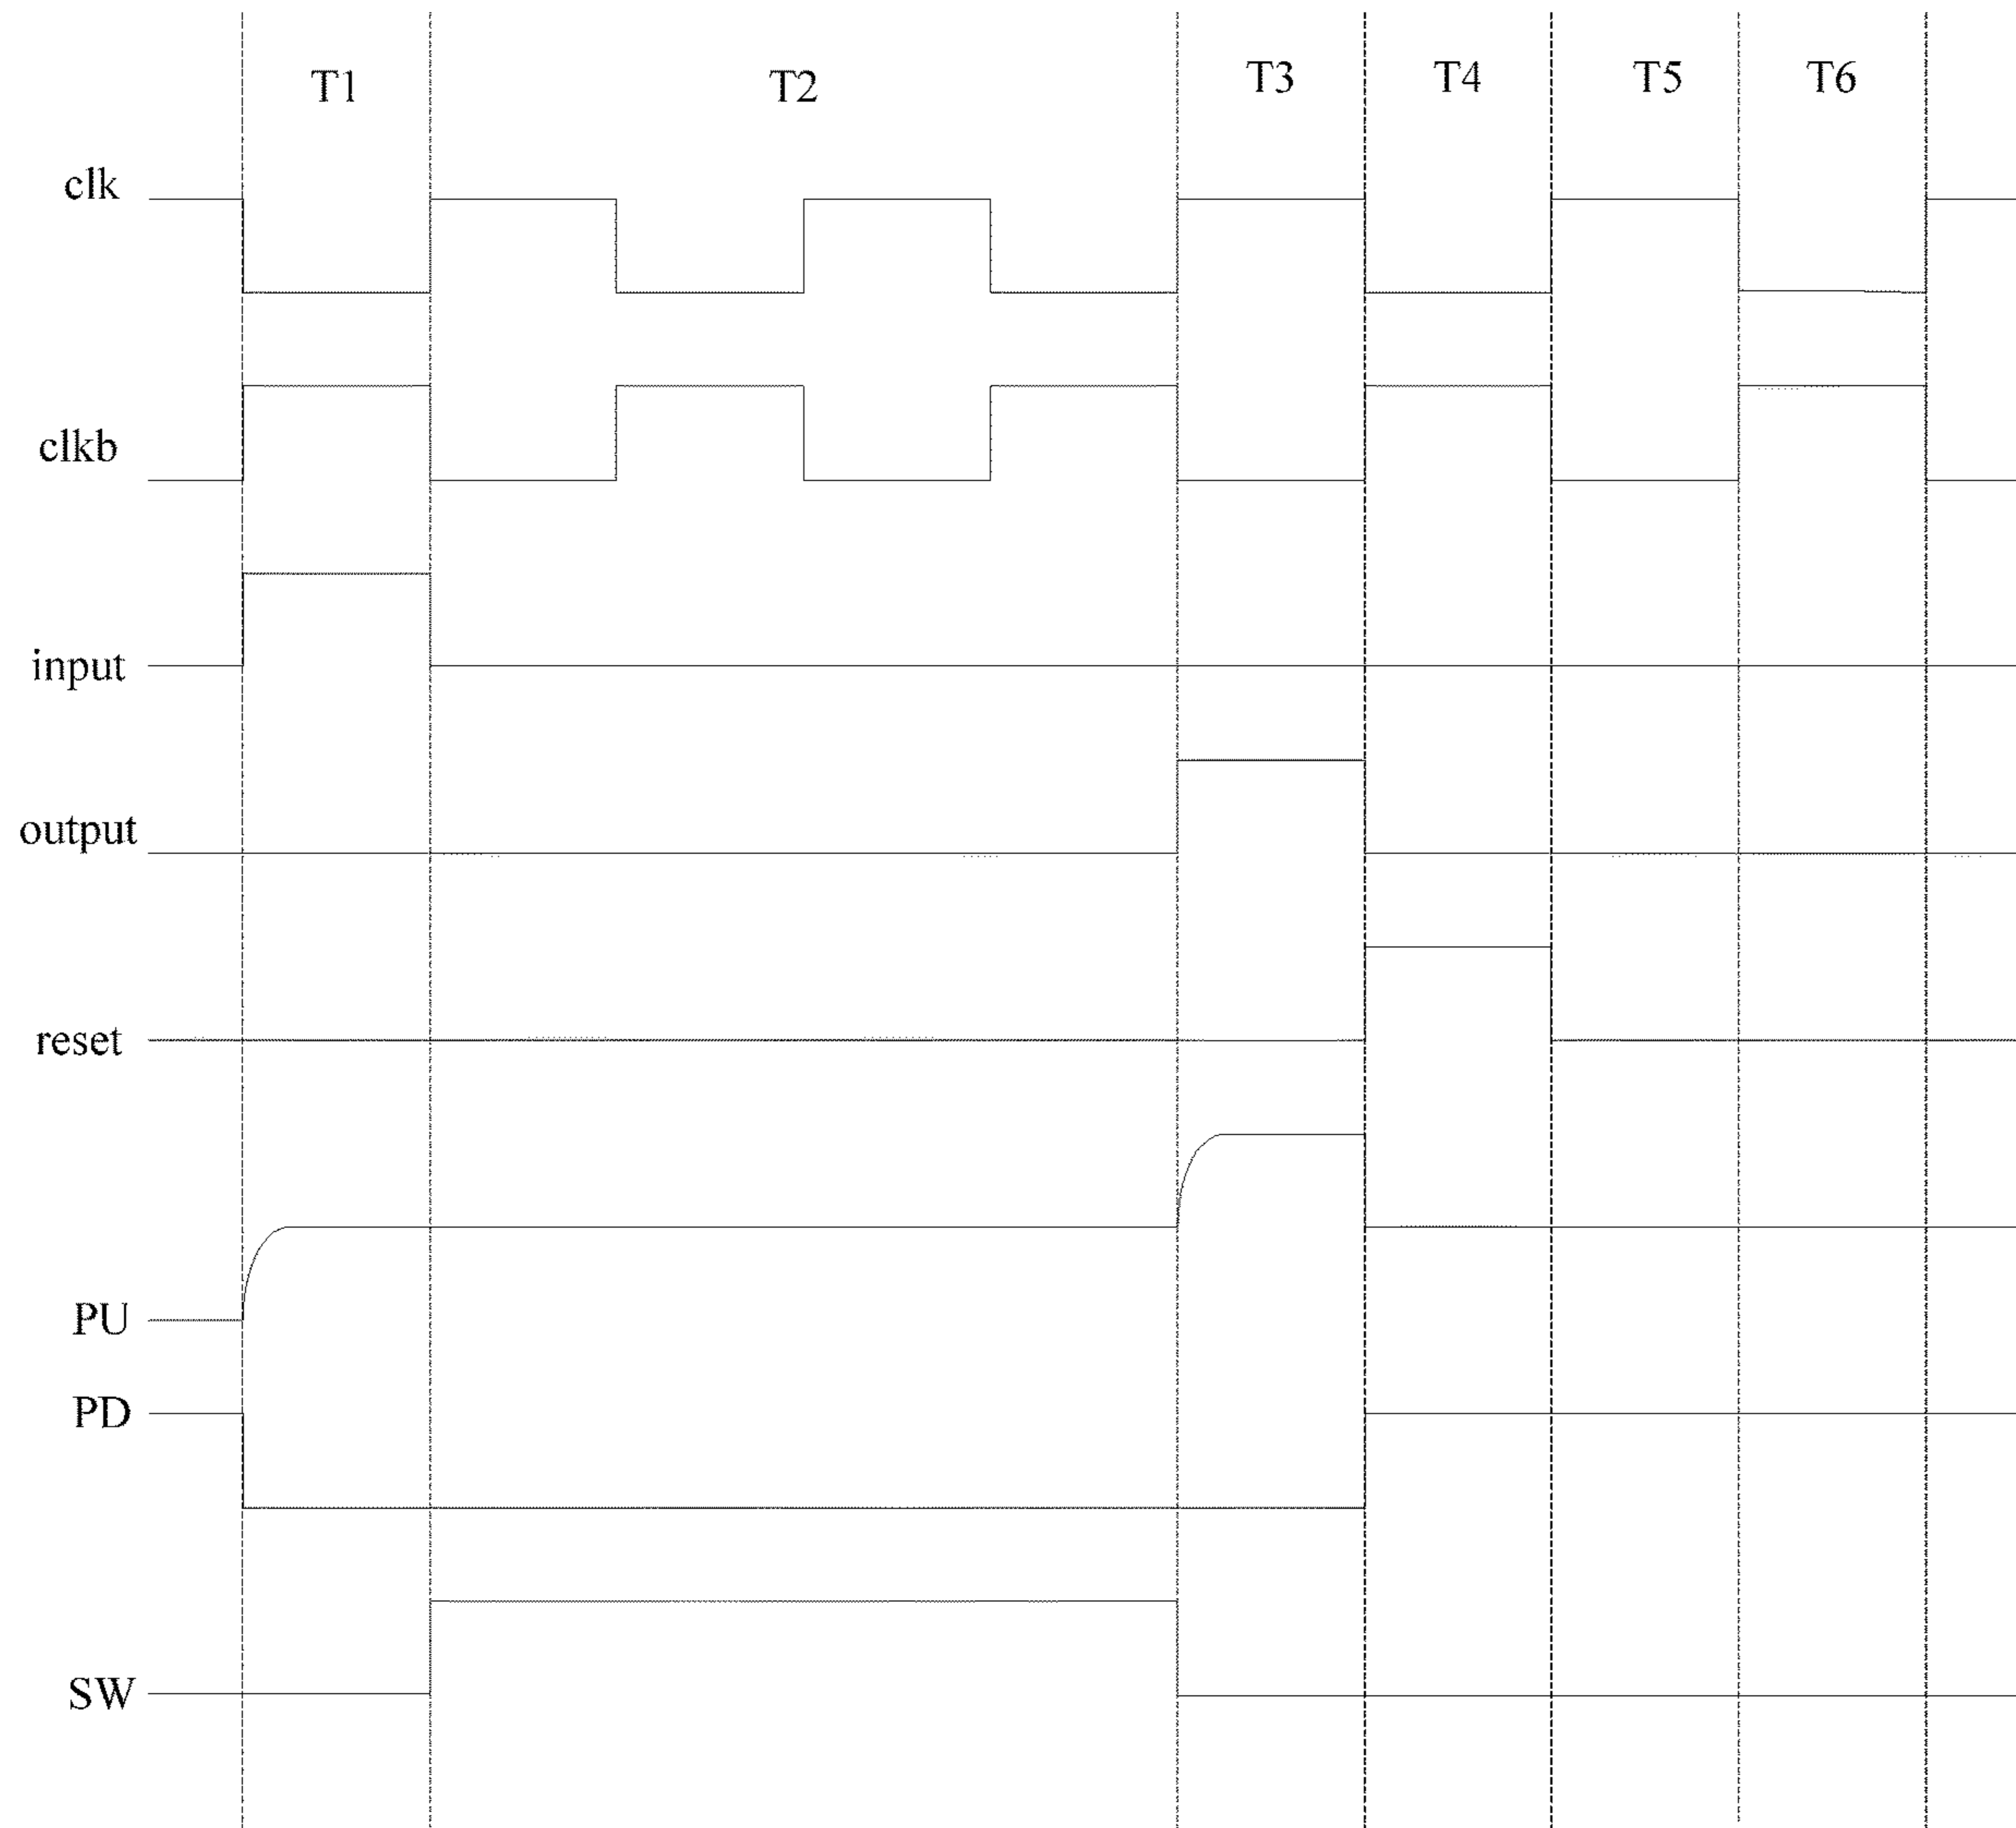 T1 T2 T3 T4 T5 T6
clk
clkb
input
output
reset
PU
PD
SW